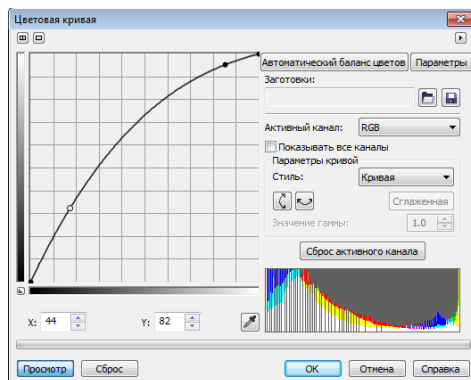 Цветовая кривая
Автоматический баланс цветов Параметры
Заготовки:
Активный канал: RGB
Показывать все каналы
Параметры кривой
Стиль: Кривая
Сглаженная
Значение гаммы: 1.0
Сброс активного канала
X: 44 Y: 82
Просмотр Сброс OK Отмена Справка